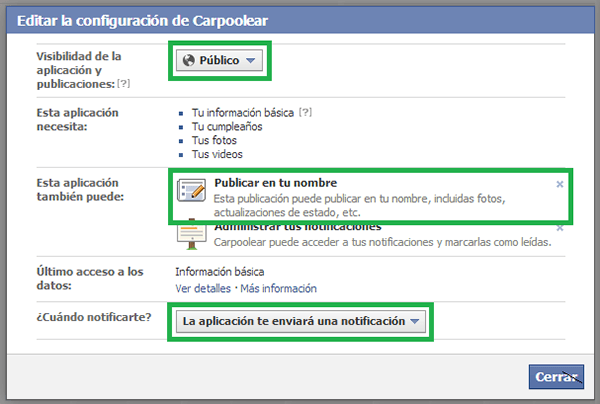 Editar la configuración de Carpoolear
Visibilidad de la
aplicación y
publicaciones: [?]
Público
Esta aplicación
necesita:
Tu información básica [?]
Tu cumpleaños
Tus fotos
Tus videos
Esta aplicación
también puede:
Publicar en tu nombre
Esta publicación puede publicar en tu nombre, incluidas fotos,
actualizaciones de estado, etc.
Administrar tus notificaciones
Carpoolear puede acceder a tus notificaciones y marcarlas como leídas.
Último acceso a los
datos:
Información básica
Ver detalles · Más información
¿Cuándo notificarte?
La aplicación te enviará una notificación
Cerrar